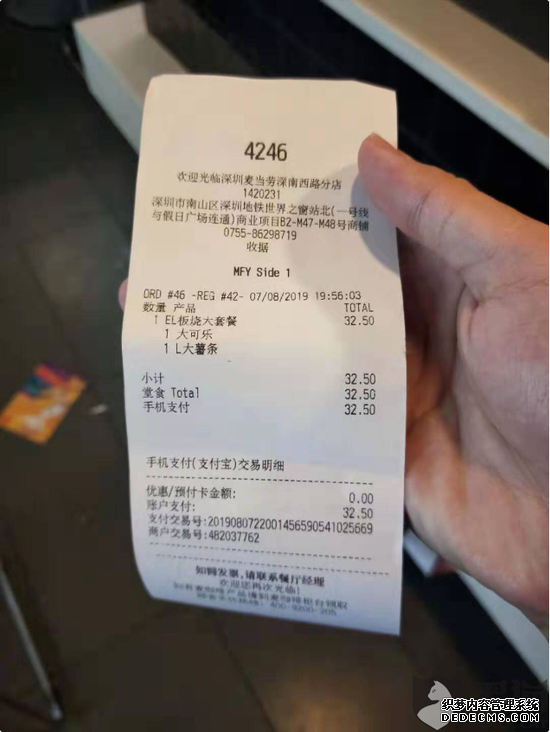 4246
欢迎光临深圳麦当劳深南西路分店
1420231
深圳市南山区深圳地铁世界之窗站北(一号线
与假日广场连通)商业项目B2-M47-M48号商铺
0755-86298719
收据
MFY Side 1
ORD #46 -REG #42- 07/08/2019 19:56:03
数量 产品 TOTAL
1 EL板烧大套餐 32.50
1 大可乐
1 L大薯条
小计 32.50
堂食 Total 32.50
手机支付 32.50
手机支付(支付宝)交易明细
优惠/预付卡金额: 0.00
账户支付: 32.50
支付交易号:2019080722001456590541025669
商户交易号:482037762
如需发票,请联系餐厅经理
欢迎您再次光临!
400-9200-205
织梦内容管理系统
DEDECMS.COM